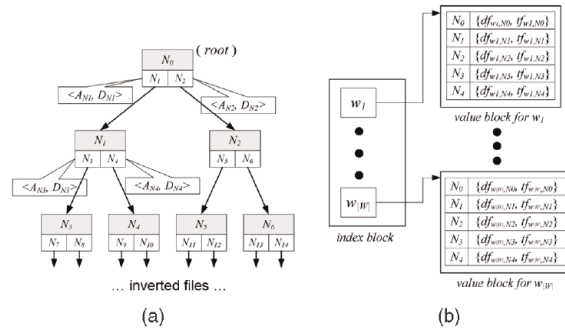 N0 (root)
N1 N2
<AN1, DN1>
<AN2, DN2>
N1
N3 N4
N2
N5 N6
<AN3, DN3>
<AN4, DN4>
N3
N7 N8
N4
N9 N10
N5
N11 N12
N6
N13 N14
... inverted files ...
(a)
w1
w|W|
index block
N0 {dfw1,N0, tfw1,N0}
N1 {dfw1,N1, tfw1,N1}
N2 {dfw1,N2, tfw1,N2}
N3 {dfw1,N3, tfw1,N3}
N4 {dfw1,N4, tfw1,N4}
value block for w1
N0 {dfw|W|,N0, tfw|W|,N0}
N1 {dfw|W|,N1, tfw|W|,N1}
N2 {dfw|W|,N2, tfw|W|,N2}
N3 {dfw|W|,N3, tfw|W|,N3}
N4 {dfw|W|,N4, tfw|W|,N4}
value block for w|W|
(b)